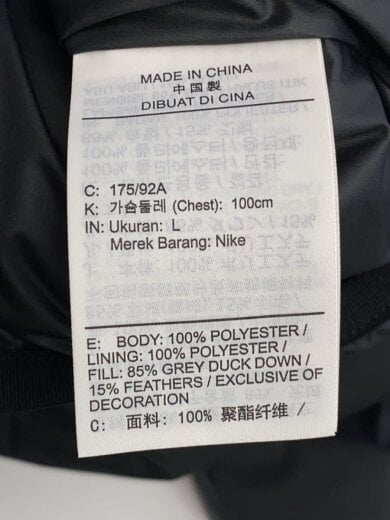 MADE IN CHINA
中国製
DIBUAT DI CINA
C: 175/92A
K: 가슴둘레 (Chest): 100cm
IN: Ukuran: L
Merek Barang: Nike
E: BODY: 100% POLYESTER /
LINING: 100% POLYESTER /
FILL: 85% GREY DUCK DOWN /
15% FEATHERS / EXCLUSIVE OF
DECORATION
C: 面料: 100% 聚酯纤维 /